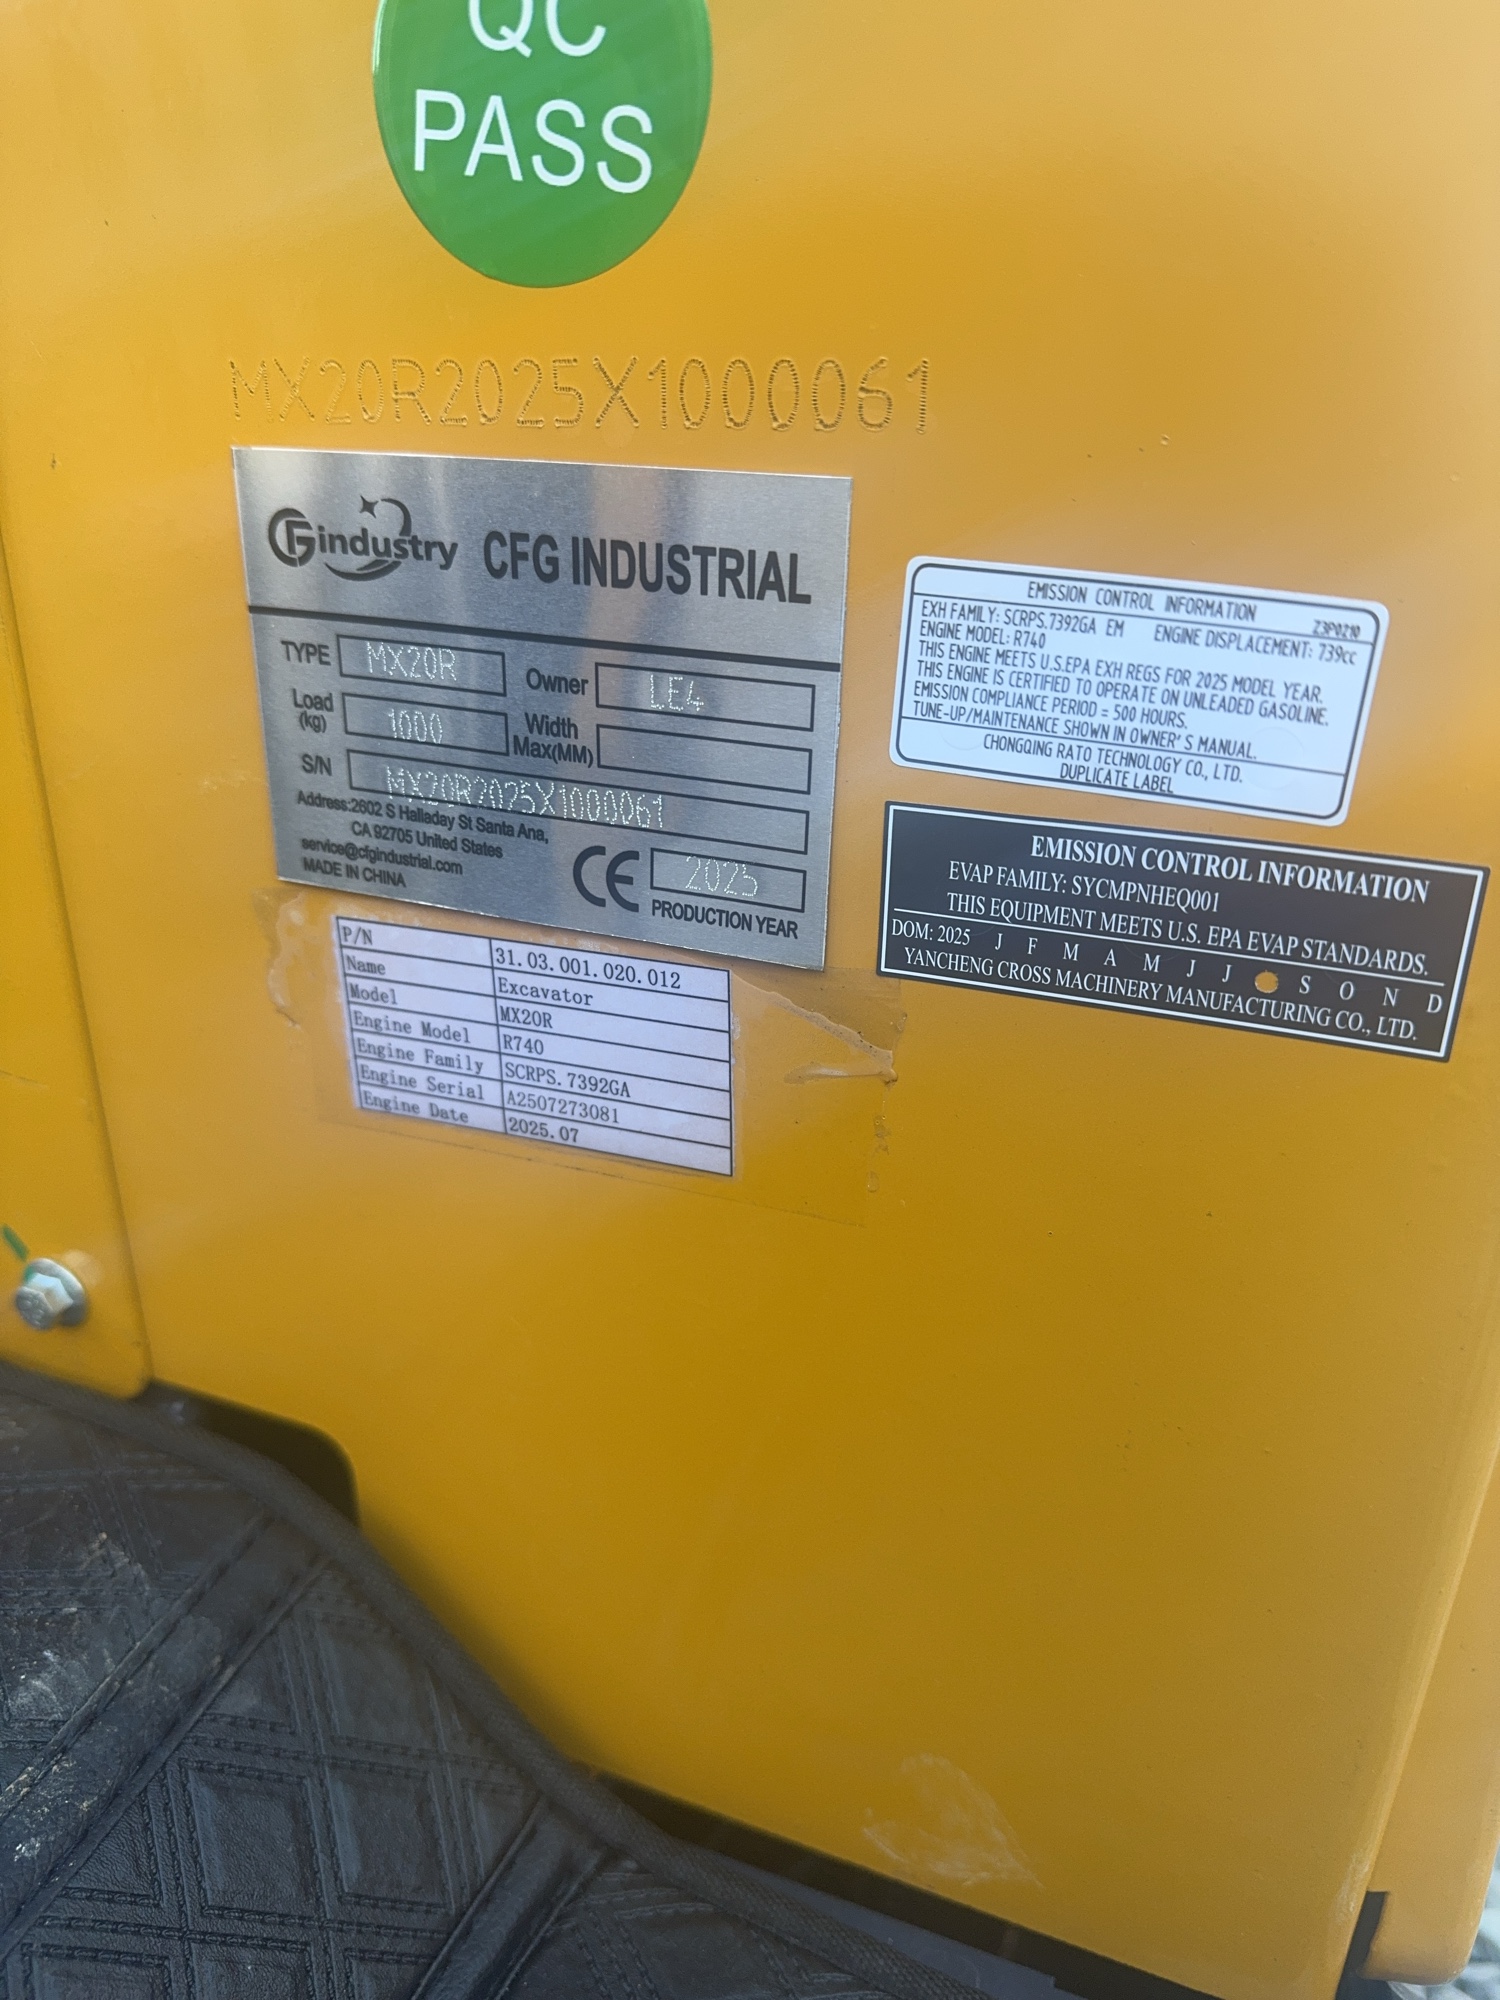 QC
PASS
MX20R2025X1000061
CFGindustry CFG INDUSTRIAL
TYPE MX20R Owner LE4
Load (kg) 1000 Width Max(MM)
S/N MX20R2025X1000061
Address:2602 S Halladay St Santa Ana,
CA 92705 United States
service@cfgindustrial.com
MADE IN CHINA
CE 2025
PRODUCTION YEAR
EMISSION CONTROL INFORMATION
Z3P0210
EXH FAMILY: SCRPS.7392GA EM ENGINE DISPLACEMENT: 739cc
ENGINE MODEL: R740
THIS ENGINE MEETS U.S.EPA EXH REGS FOR 2025 MODEL YEAR.
THIS ENGINE IS CERTIFIED TO OPERATE ON UNLEADED GASOLINE.
EMISSION COMPLIANCE PERIOD = 500 HOURS.
TUNE-UP/MAINTENANCE SHOWN IN OWNER'S MANUAL.
CHONGQING RATO TECHNOLOGY CO., LTD.
DUPLICATE LABEL
EMISSION CONTROL INFORMATION
EVAP FAMILY: SYCMPNHEQ001
THIS EQUIPMENT MEETS U.S. EPA EVAP STANDARDS.
DOM: 2025 J F M A M J J S O N D
YANCHENG CROSS MACHINERY MANUFACTURING CO., LTD.
P/N 31.03.001.020.012
Name Excavator
Model MX20R
Engine Model R740
Engine Family SCRPS.7392GA
Engine Serial A2507273081
Engine Date 2025.07